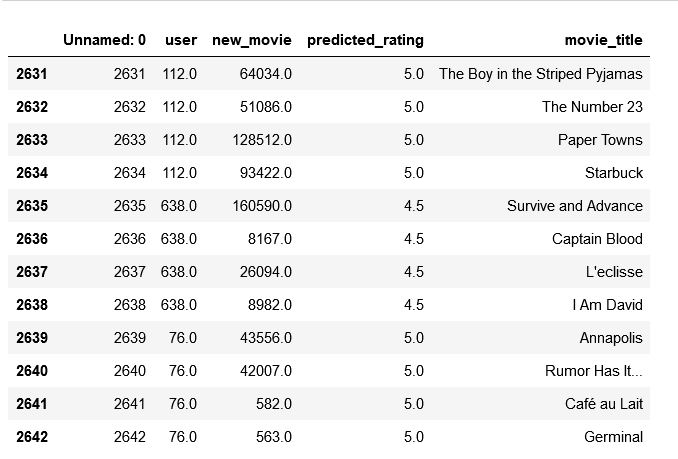 Unnamed: 0 user new_movie predicted_rating movie_title
2631 2631 112.0 64034.0 5.0 The Boy in the Striped Pyjamas
2632 2632 112.0 51086.0 5.0 The Number 23
2633 2633 112.0 128512.0 5.0 Paper Towns
2634 2634 112.0 93422.0 5.0 Starbuck
2635 2635 638.0 160590.0 4.5 Survive and Advance
2636 2636 638.0 8167.0 4.5 Captain Blood
2637 2637 638.0 26094.0 4.5 L'eclisse
2638 2638 638.0 8982.0 4.5 I Am David
2639 2639 76.0 43556.0 5.0 Annapolis
2640 2640 76.0 42007.0 5.0 Rumor Has It...
2641 2641 76.0 582.0 5.0 Café au Lait
2642 2642 76.0 563.0 5.0 Germinal